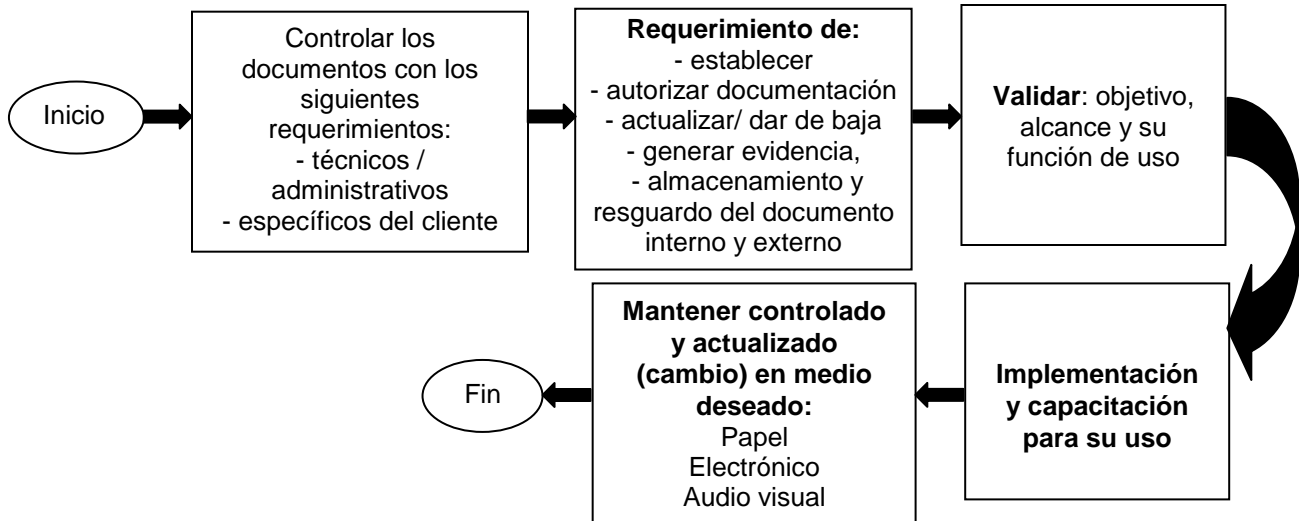 Inicio
Controlar los
documentos con los
siguientes
requerimientos:
- técnicos /
administrativos
- específicos del cliente
Requerimiento de:
- establecer
- autorizar documentación
- actualizar/ dar de baja
- generar evidencia,
- almacenamiento y
resguardo del documento
interno y externo
Validar: objetivo,
alcance y su
función de uso
Implementación
y capacitación
para su uso
Mantener controlado
y actualizado
(cambio) en medio
deseado:
Papel
Electrónico
Audio visual
Fin